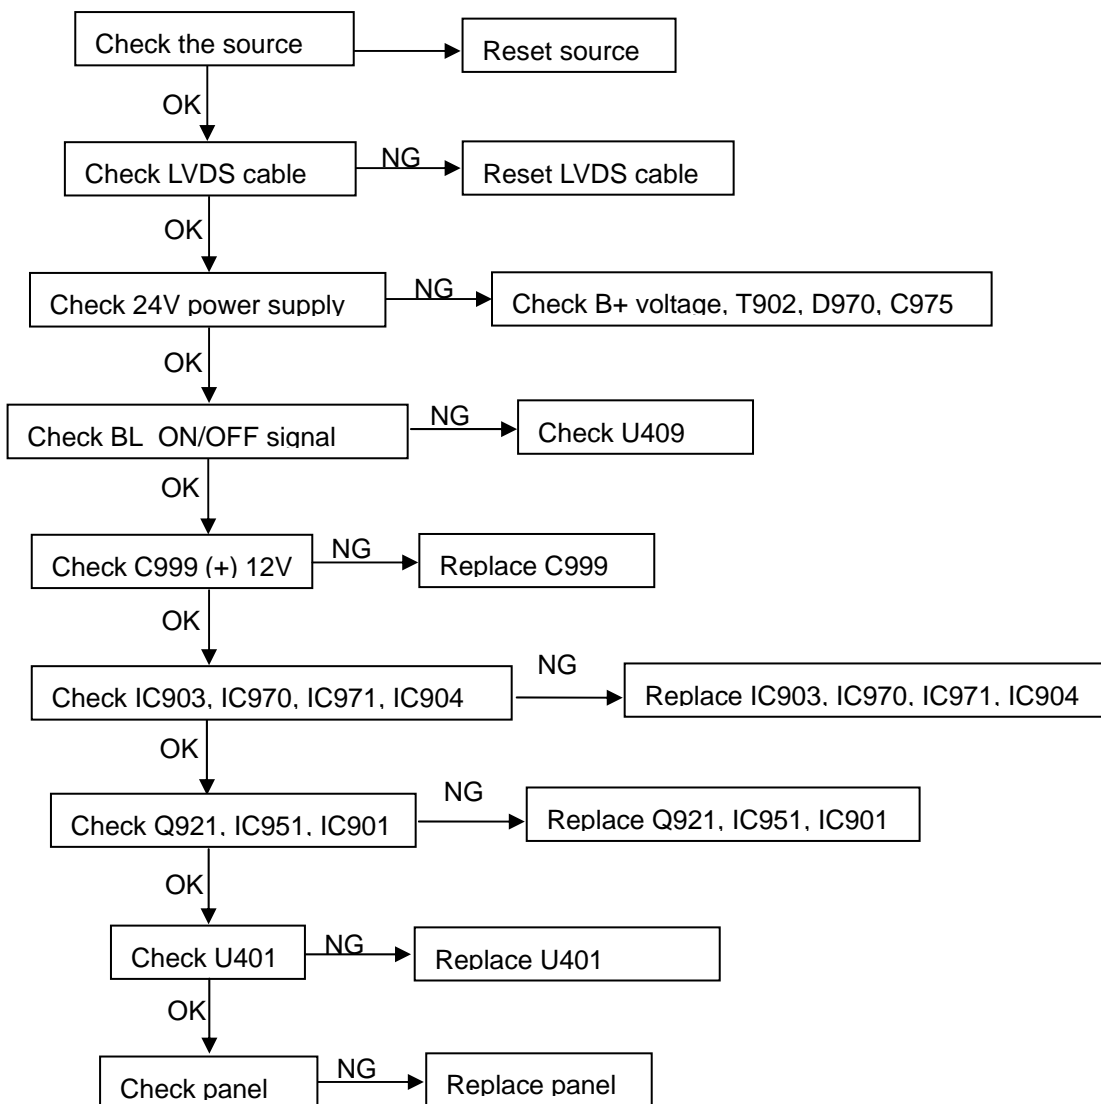 Check the source
Reset source
OK
Check LVDS cable
NG
Reset LVDS cable
OK
Check 24V power supply
NG
Check B+ voltage, T902, D970, C975
OK
Check BL ON/OFF signal
NG
Check U409
OK
Check C999 (+) 12V
NG
Replace C999
OK
Check IC903, IC970, IC971, IC904
NG
Replace IC903, IC970, IC971, IC904
OK
Check Q921, IC951, IC901
NG
Replace Q921, IC951, IC901
OK
Check U401
NG
Replace U401
OK
Check panel
NG
Replace panel